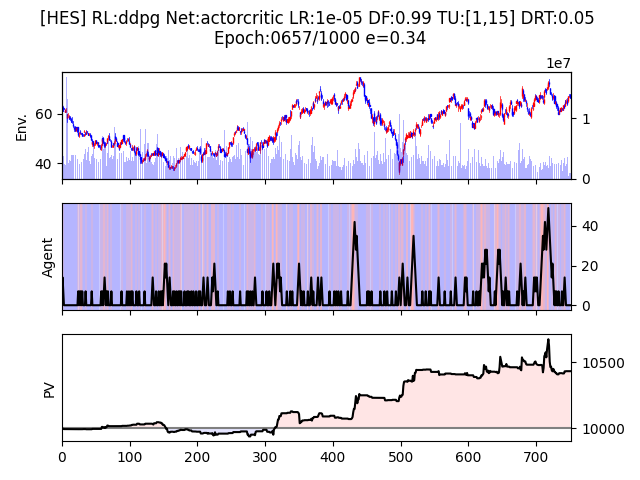 [HES] RL:ddpg Net:actorcritic LR:1e-05 DF:0.99 TU:[1,15] DRT:0.05
Epoch:0657/1000 e=0.34
1e7
Env.
60
40
1
0
Agent
40
20
0
PV
10500
10000
0 100 200 300 400 500 600 700